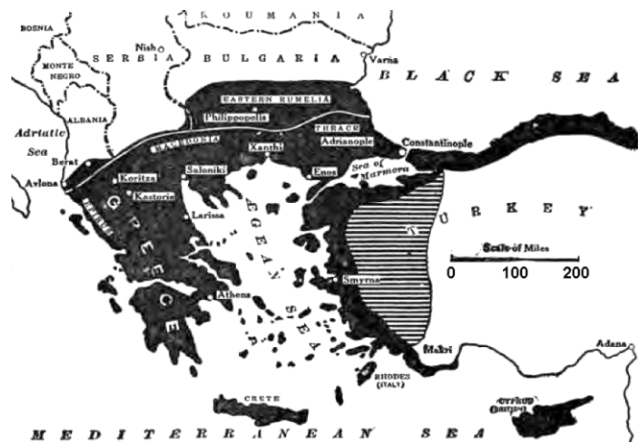 ROUMANIA
BOSNIA
Nish
SERBIA
BULGARIA
Varna
MONTE
NEGRO
BLACK SEA
EASTERN RUMELIA
Philippopolis
ALBANIA
THRACE
Adriatic
Sea
MACEDONIA
Adrianople
Constantinople
Xanthi
Berat
Saloniki
Enos
Sea of
Marmora
Avlona
Koritza
Kastoria
EPIRUS
GREECE
Larissa
ÆGEAN SEA
TURKEY
Scale of Miles
0 100 200
Smyrna
Athens
Makri
Adana
RHODES
(ITALY)
CRETE
CYPRUS
MEDITERRANEAN SEA